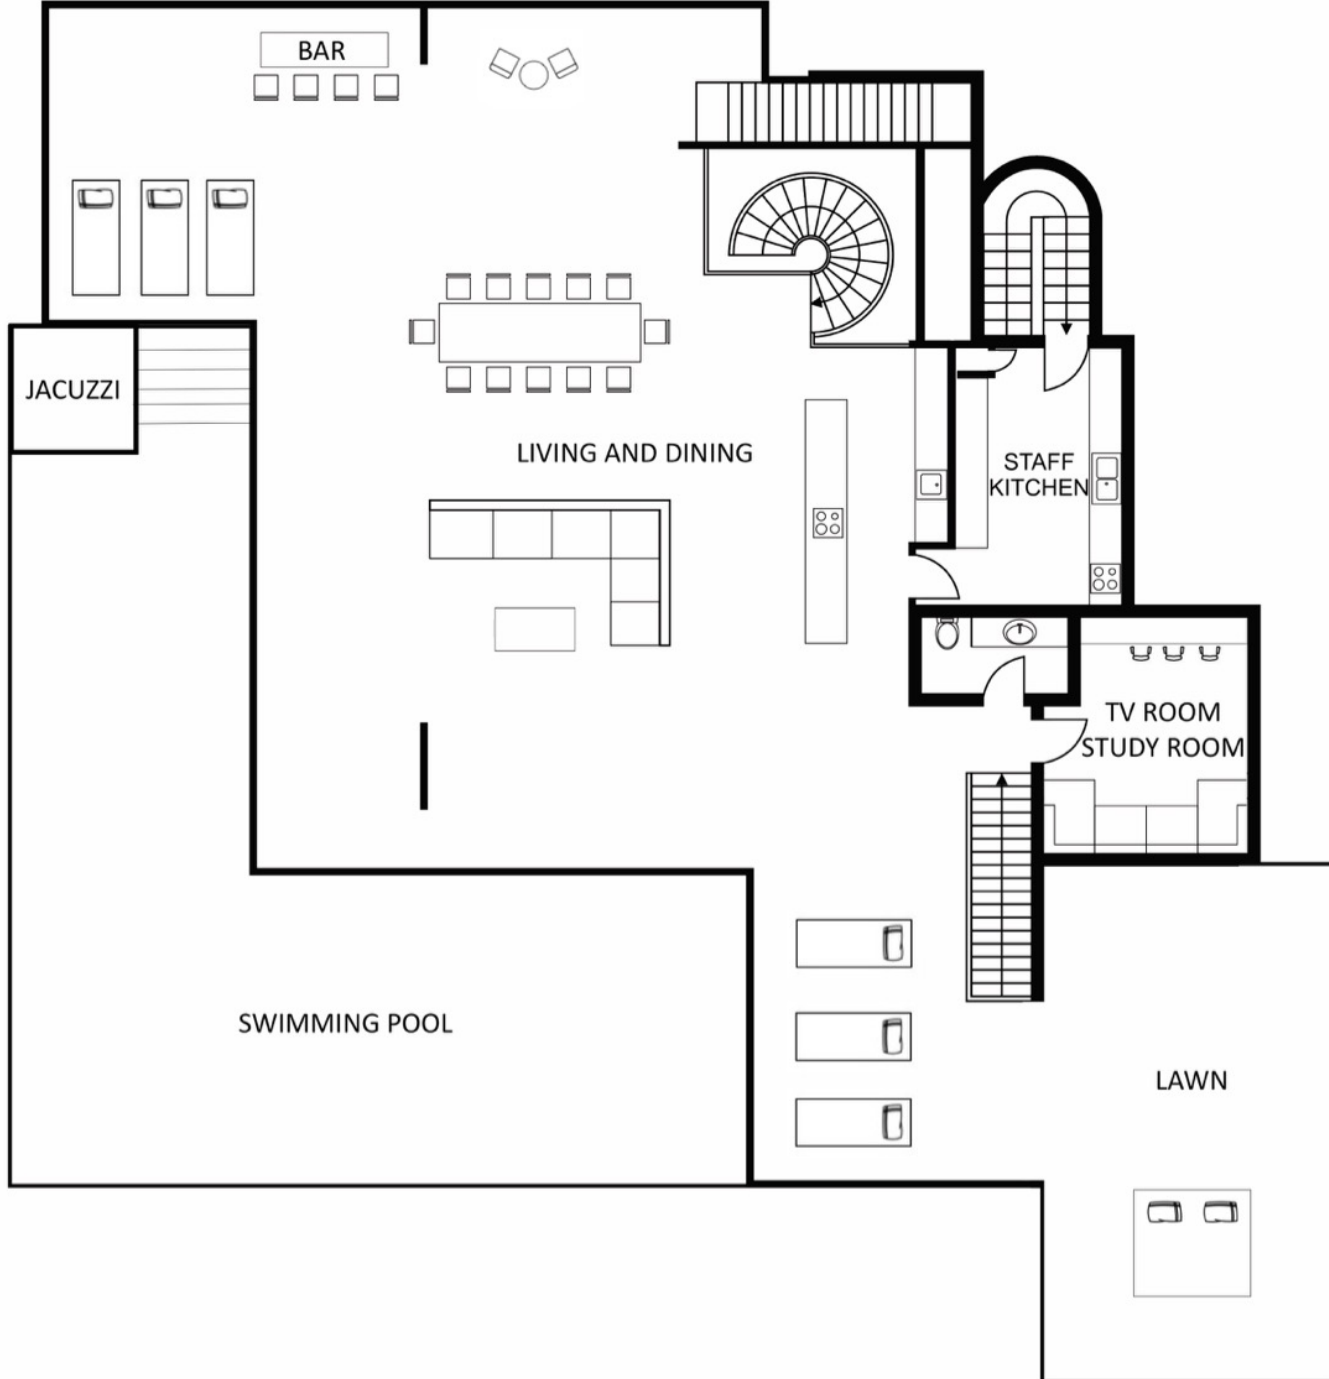 BAR
JACUZZI
LIVING AND DINING
STAFF
KITCHEN
TV ROOM
STUDY ROOM
SWIMMING POOL
LAWN